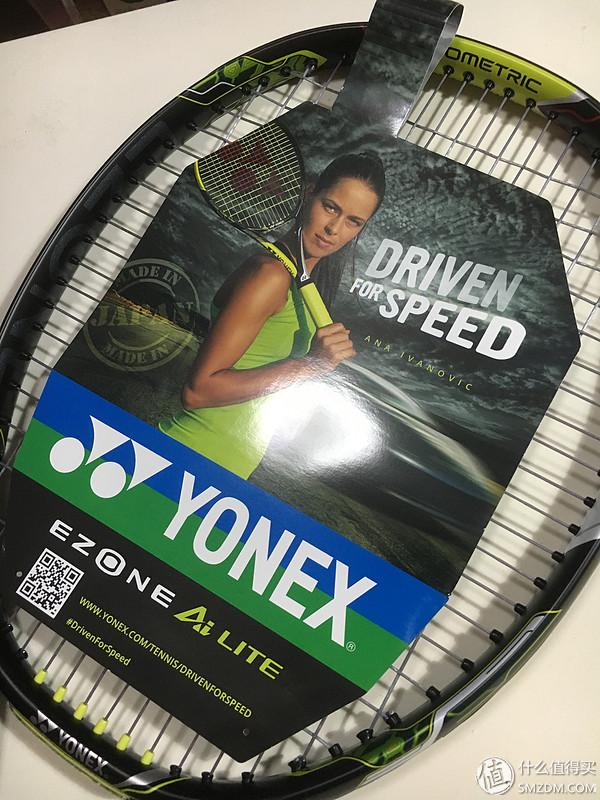 OMETRIC
DRIVEN
FOR SPEED
ANA IVANOVIC
MADE IN
JAPAN
MADE IN
YONEX®
EZONE Ai LITE
WWW.YONEX.COM/TENNIS/DRIVENFORSPEED
#DrivenForSpeed
YONEX
值 什么值得买
SMZDM.COM